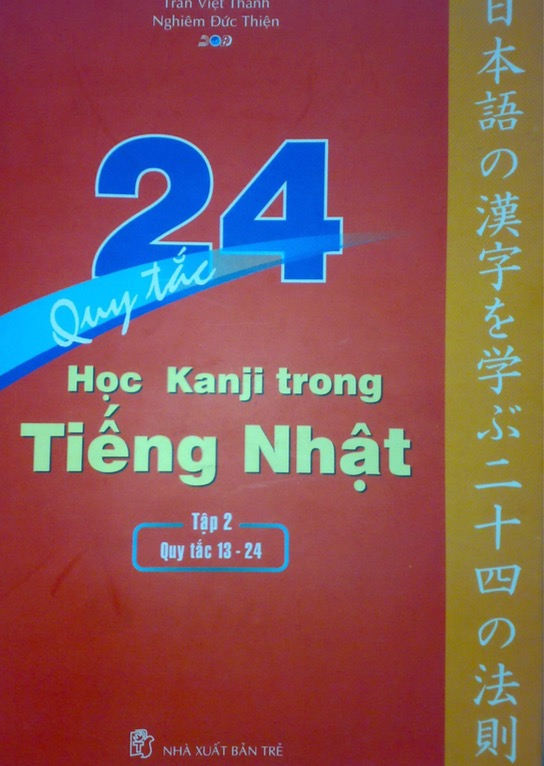 Trần Việt Thanh
Nghiêm Đức Thiện
24
Quy tắc
Học Kanji trong
Tiếng Nhật
Tập 2
Quy tắc 13 - 24
NHÀ XUẤT BẢN TRẺ
日本語の漢字を学ぶ二十四の法則